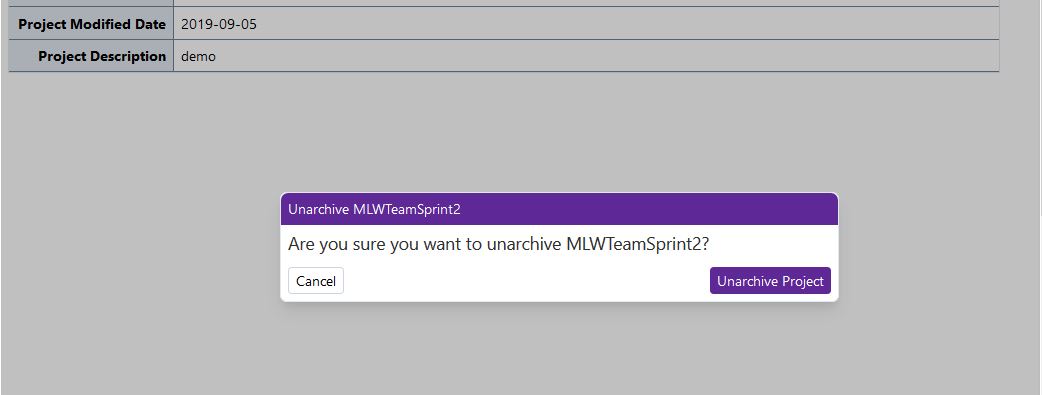 Project Modified Date 2019-09-05
Project Description demo
Unarchive MLWTeamSprint2
Are you sure you want to unarchive MLWTeamSprint2?
Cancel Unarchive Project